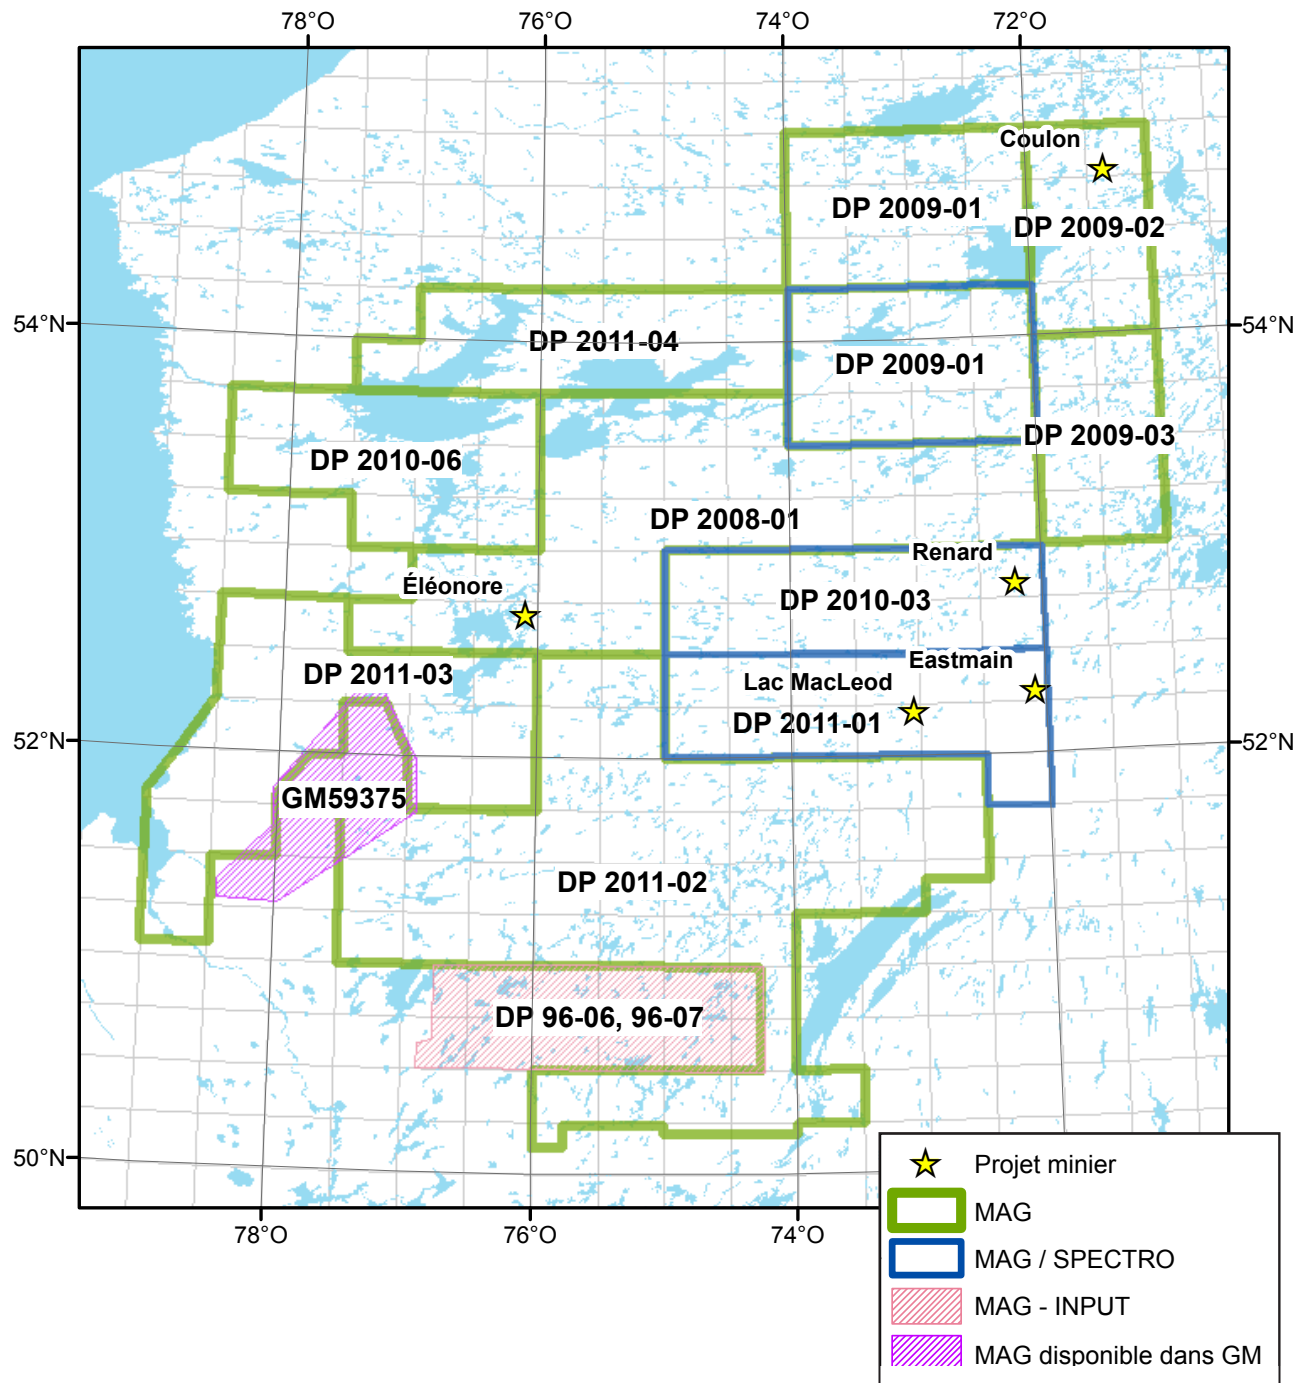 78°O 76°O 74°O 72°O
Coulon
DP 2009-01
DP 2009-02
54°N
54°N
DP 2011-04
DP 2009-01
DP 2009-03
DP 2010-06
DP 2008-01
Renard
Éléonore
DP 2010-03
Eastmain
DP 2011-03
Lac MacLeod
DP 2011-01
52°N
52°N
GM59375
DP 2011-02
DP 96-06, 96-07
50°N
78°O 76°O 74°O
Projet minier
MAG
MAG / SPECTRO
MAG - INPUT
MAG disponible dans GM